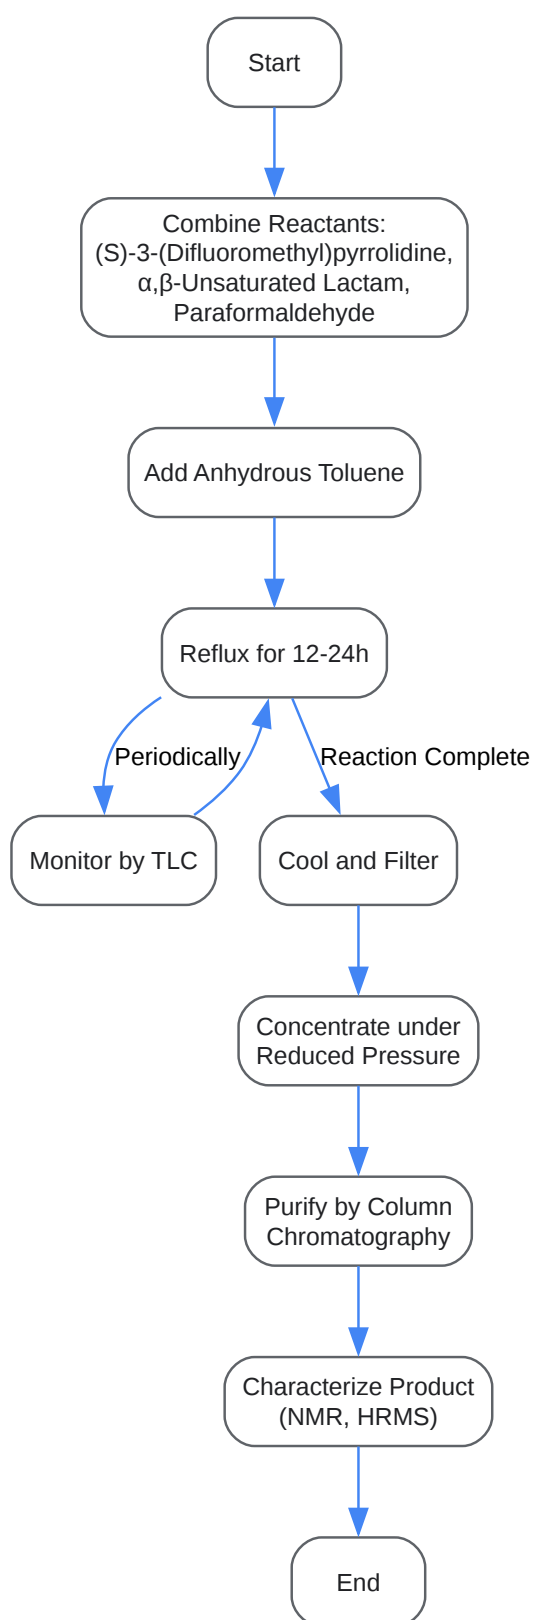 Start
Combine Reactants:
(S)-3-(Difluoromethyl)pyrrolidine,
α,β-Unsaturated Lactam,
Paraformaldehyde
Add Anhydrous Toluene
Reflux for 12-24h
Periodically
Reaction Complete
Monitor by TLC
Cool and Filter
Concentrate under
Reduced Pressure
Purify by Column
Chromatography
Characterize Product
(NMR, HRMS)
End